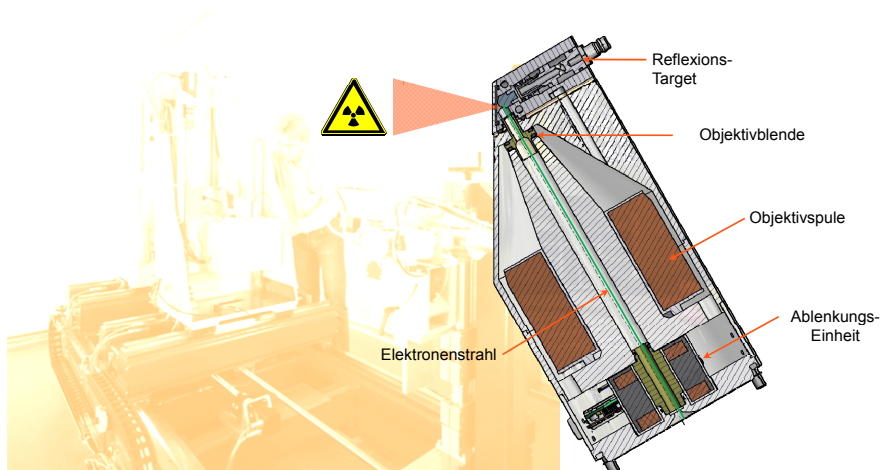 Reflexions-
Target
Objektivblende
Objektivspule
Ablenkungs-
Einheit
Elektronenstrahl